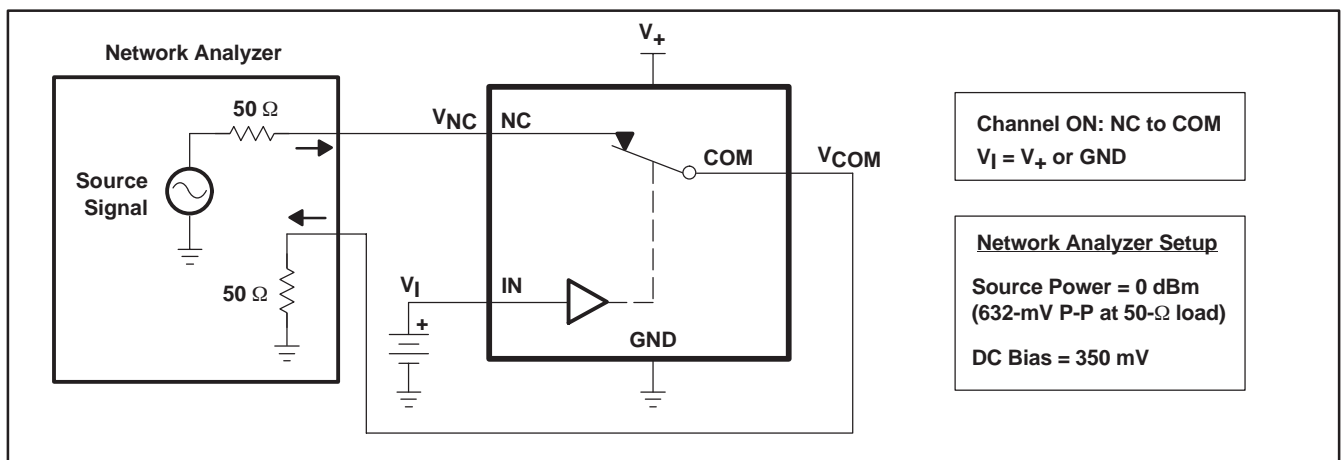 V+
Network Analyzer
50 Ω
VNC
NC
COM
VCOM
Source
Signal
50 Ω
VI
IN
+
GND
Channel ON: NC to COM
VI = V+ or GND
Network Analyzer Setup
Source Power = 0 dBm
(632-mV P-P at 50-Ω load)
DC Bias = 350 mV